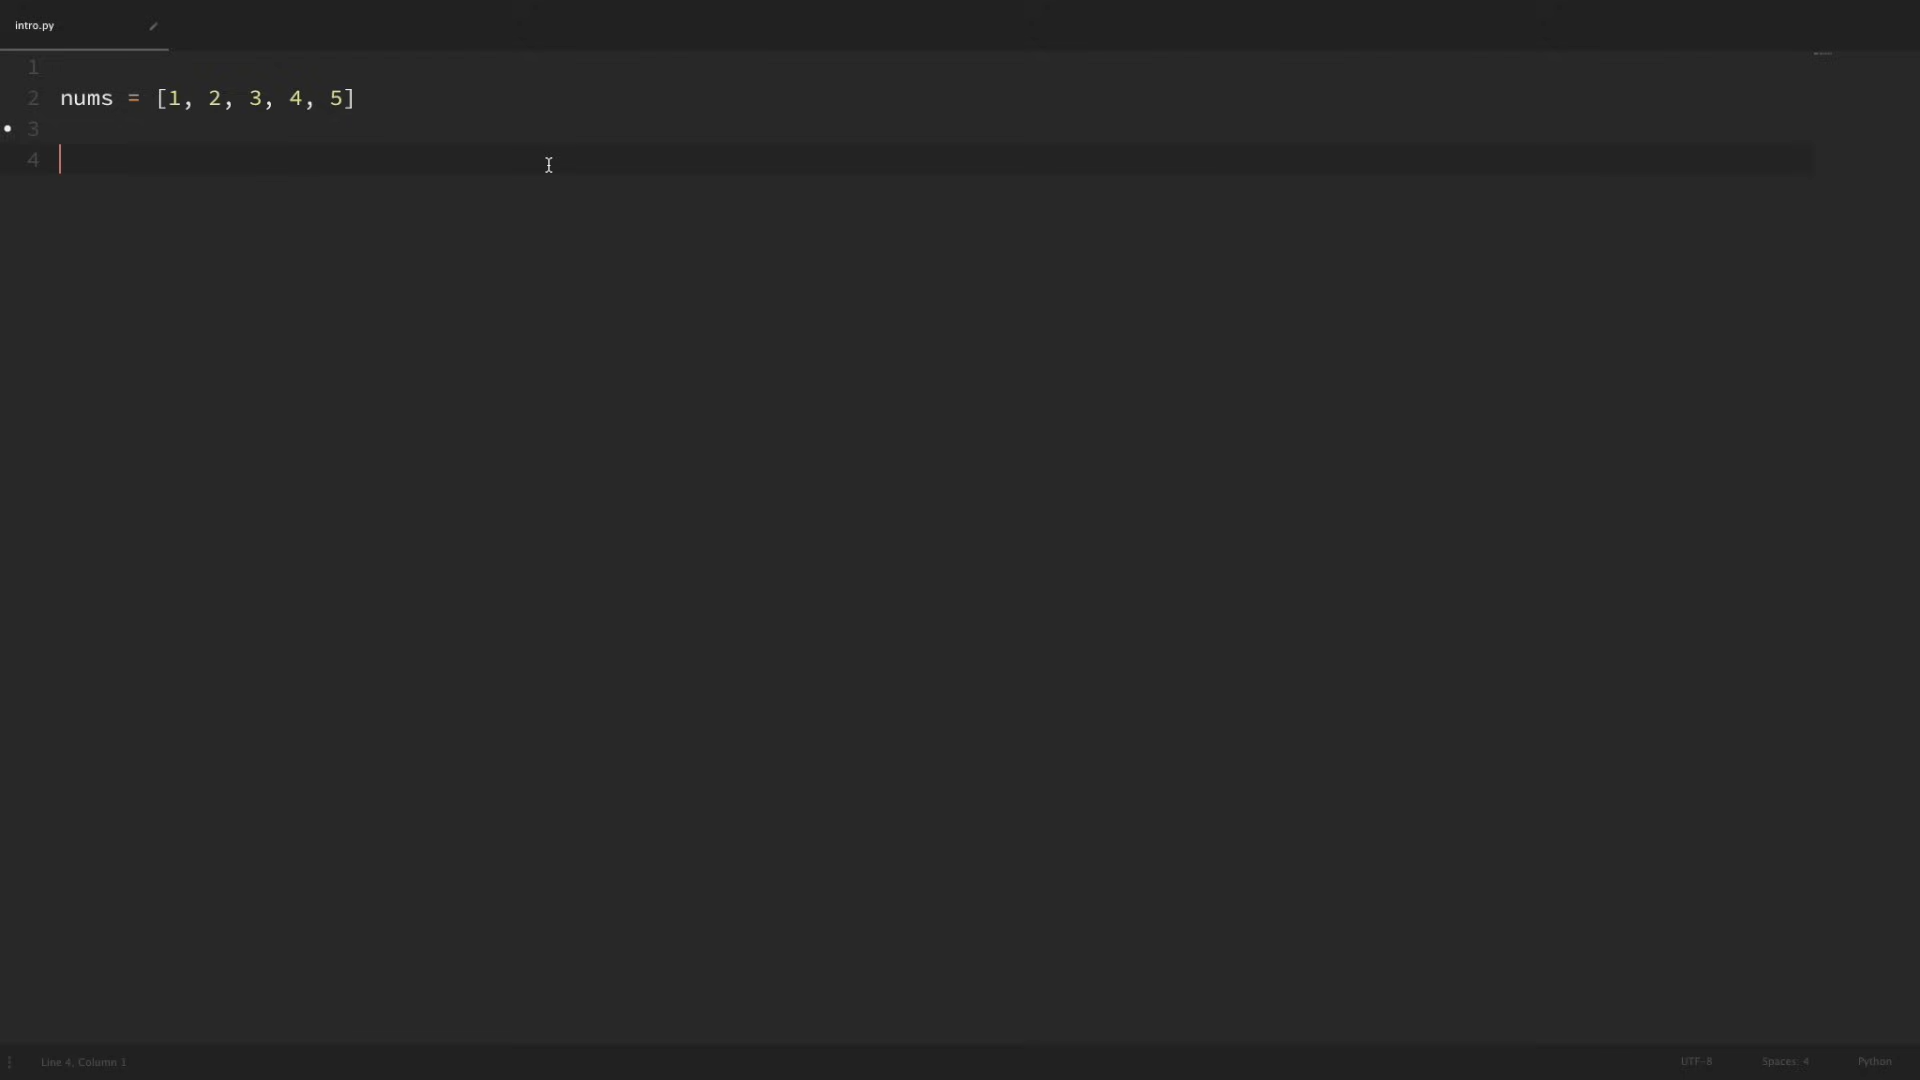 intro.py
1
2 nums = [1, 2, 3, 4, 5]
3
4
Line 4, Column 1 UTF-8 Spaces: 4 Python